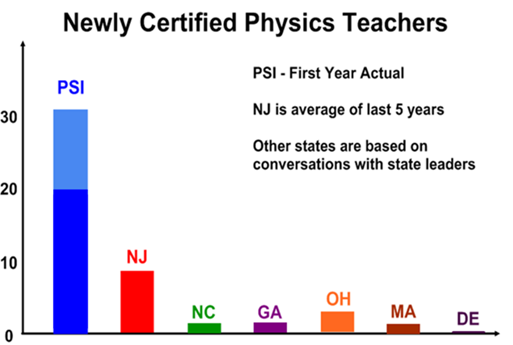 Newly Certified Physics Teachers
PSI - First Year Actual
NJ is average of last 5 years
Other states are based on
conversations with state leaders
PSI
NJ
NC
GA
OH
MA
DE
30
20
10
0